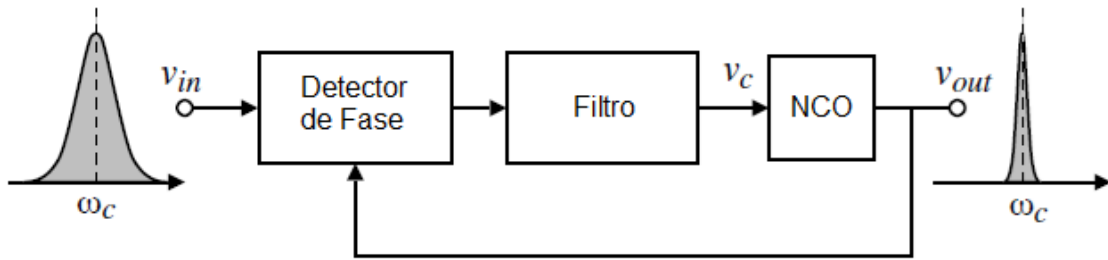 v_in
Detector
de Fase
Filtro
v_c
NCO
v_out
ω_c
ω_c